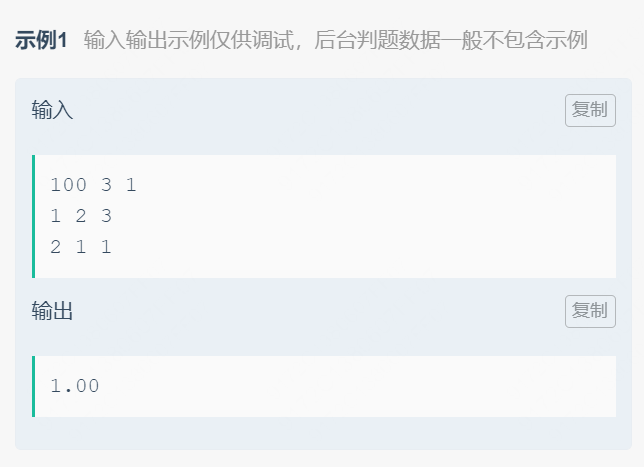 示例1 输入输出示例仅供调试，后台判题数据一般不包含示例
输入
复制
100 3 1
1 2 3
2 1 1
输出
复制
1.00